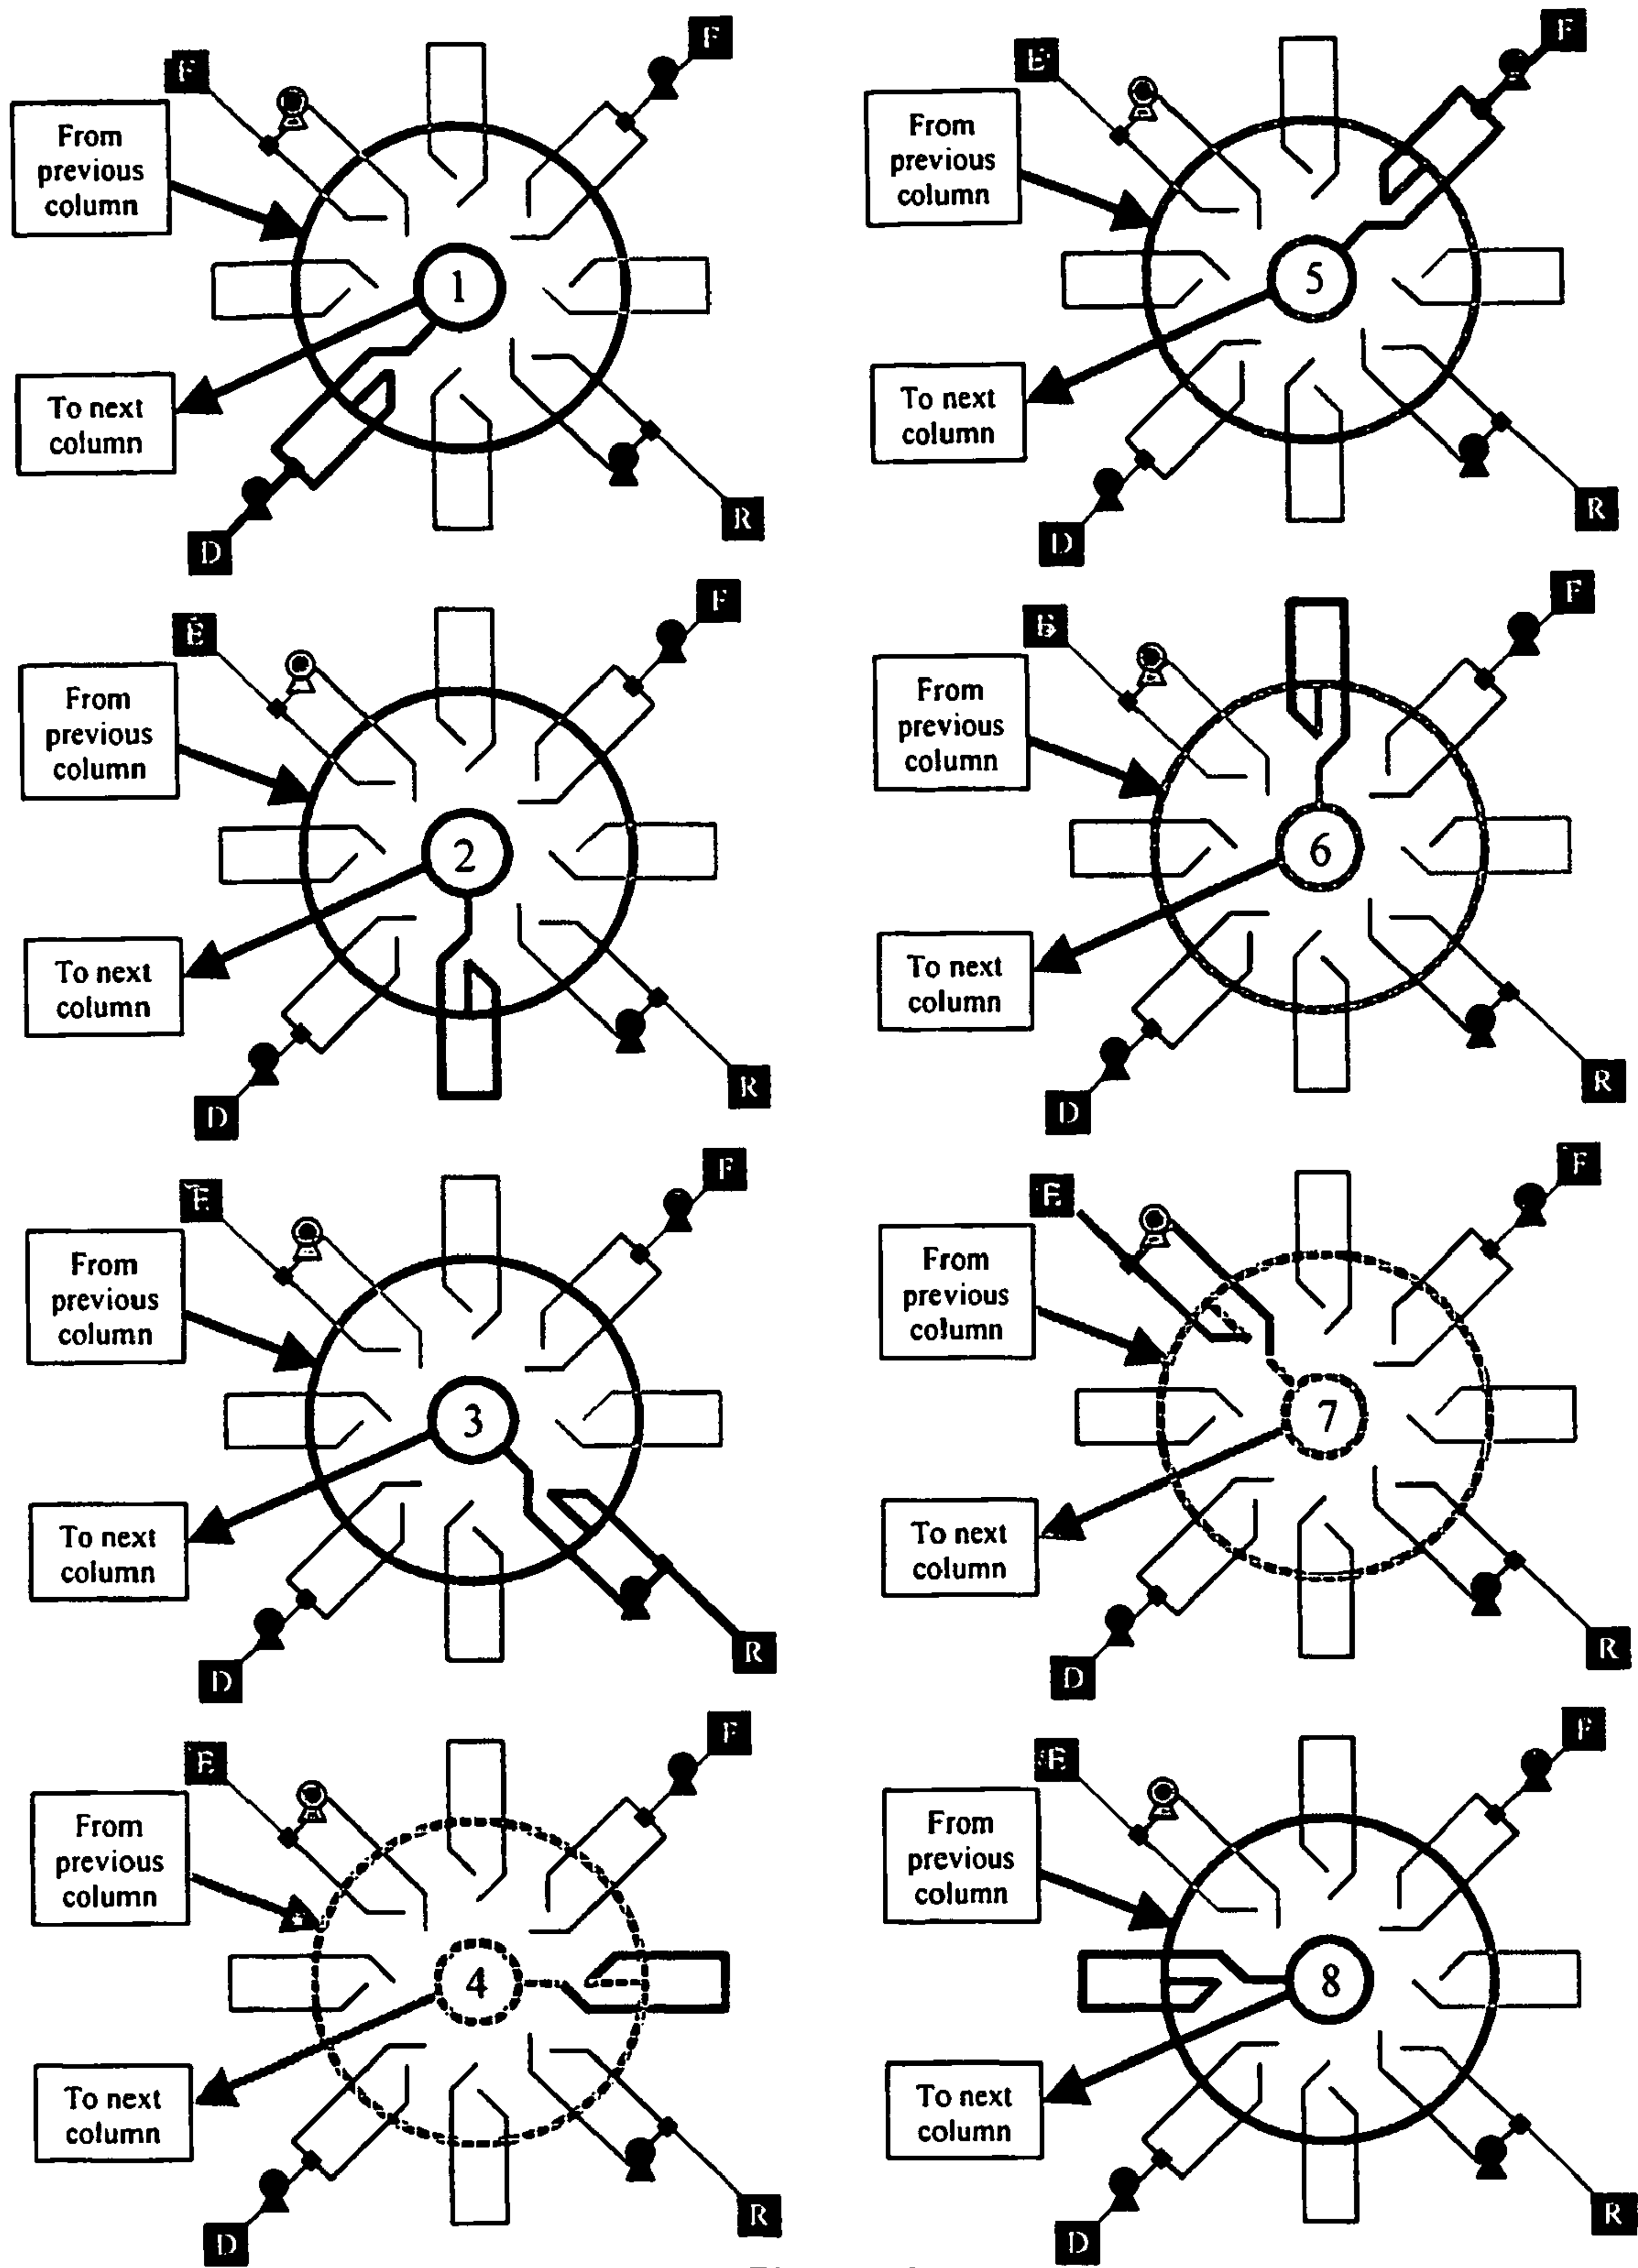 E
F
From
previous
column
1
To next
column
D
R
E
F
From
previous
column
5
To next
column
D
R
E
F
From
previous
column
2
To next
column
D
R
E
F
From
previous
column
6
To next
column
D
R
E
F
From
previous
column
3
To next
column
D
R
E
F
From
previous
column
7
To next
column
D
R
E
F
From
previous
column
4
To next
column
D
R
E
F
From
previous
column
8
To next
column
D
R